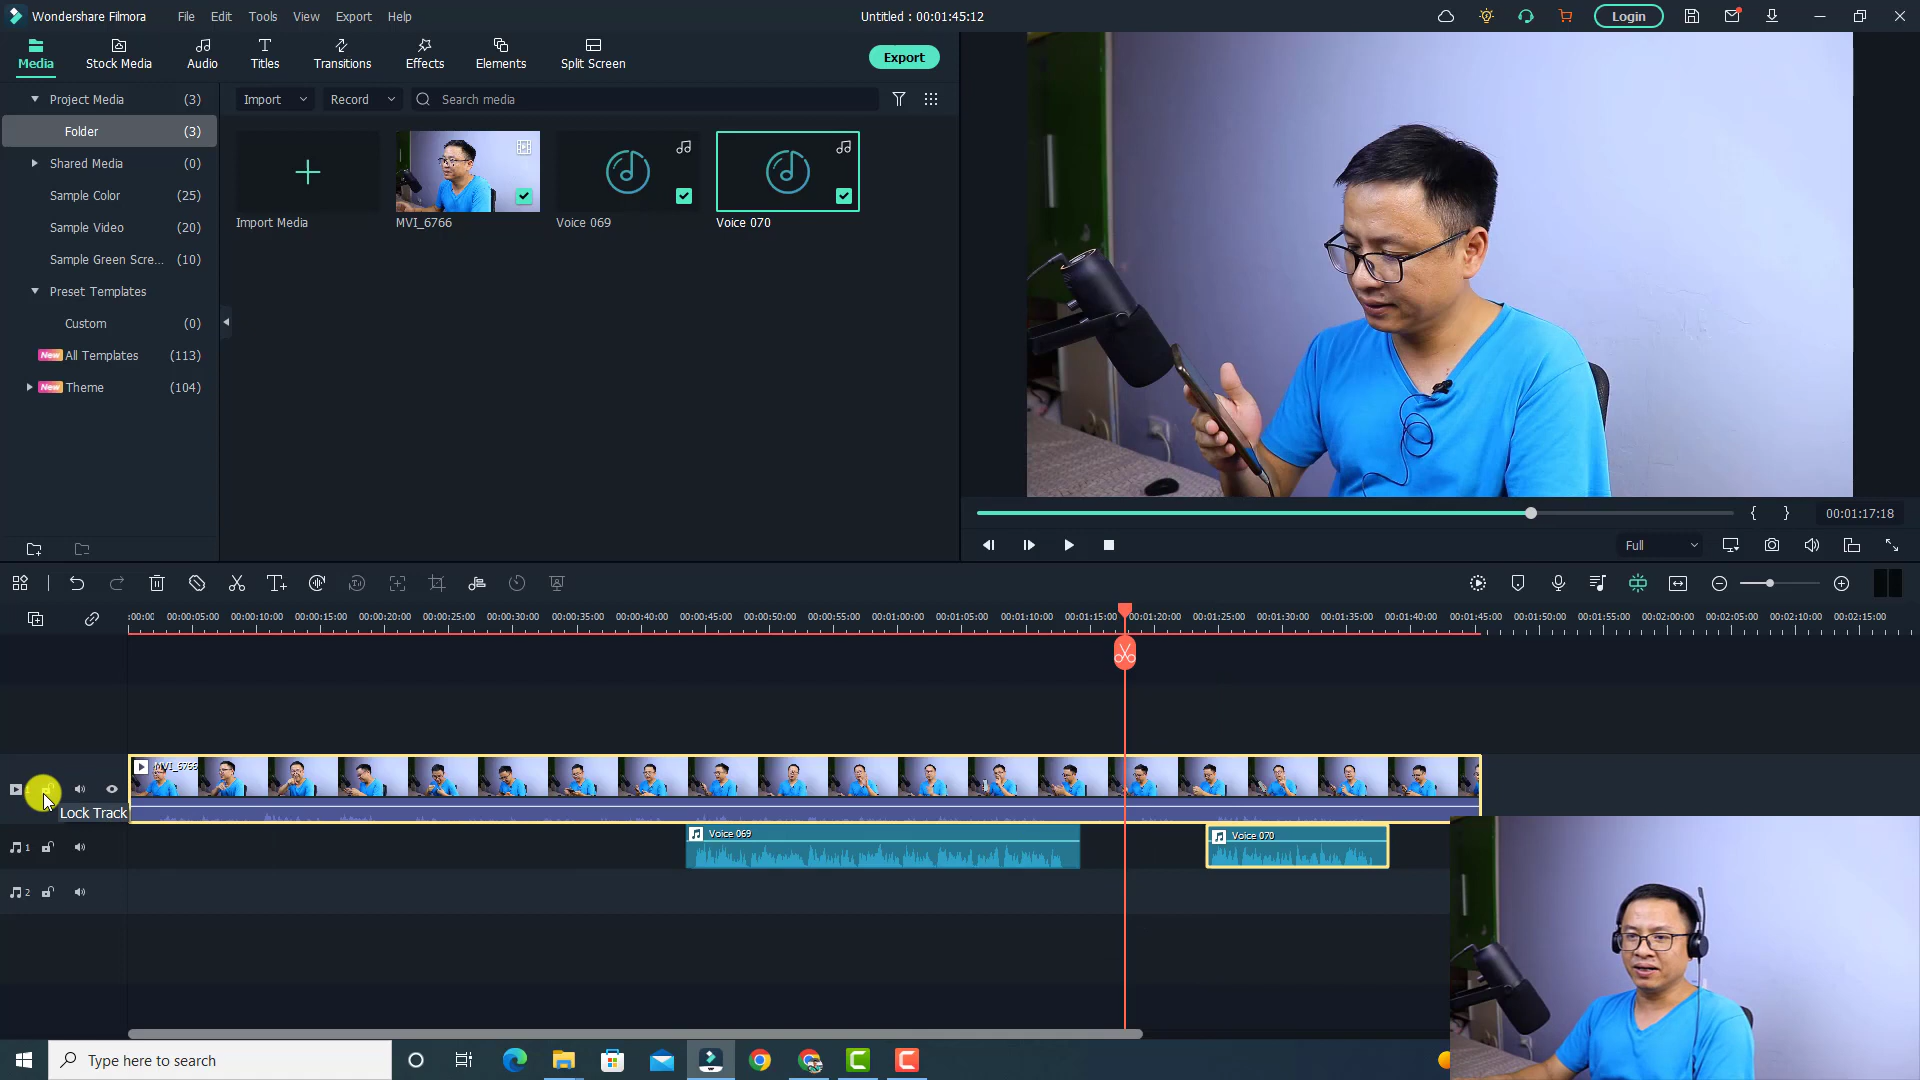 Wondershare Filmora File Edit Tools View Export Help Untitled : 00:01:45:12 Login
Media Stock Media Audio Titles Transitions Effects Elements Split Screen Export
Project Media (3) Import Record Search media
Folder (3)
Shared Media (0)
Sample Color (25)
Sample Video (20)
Sample Green Scre... (10)
Preset Templates
Custom (0)
New All Templates (113)
New Theme (104)
Import Media MVI_6766 Voice 069 Voice 070
{ } 00:01:17:18
Full
:00:00 00:00:05:00 00:00:10:00 00:00:15:00 00:00:20:00 00:00:25:00 00:00:30:00 00:00:35:00 00:00:40:00 00:00:45:00 00:00:50:00 00:00:55:00 00:01:00:00 00:01:05:00 00:01:10:00 00:01:15:00 00:01:20:00 00:01:25:00 00:01:30:00 00:01:35:00 00:01:40:00 00:01:45:00 00:01:50:00 00:01:55:00 00:02:00:00 00:02:05:00 00:02:10:00 00:02:15:00
MVI_6766
Lock Track
Voice 069 Voice 070
1
2
Type here to search